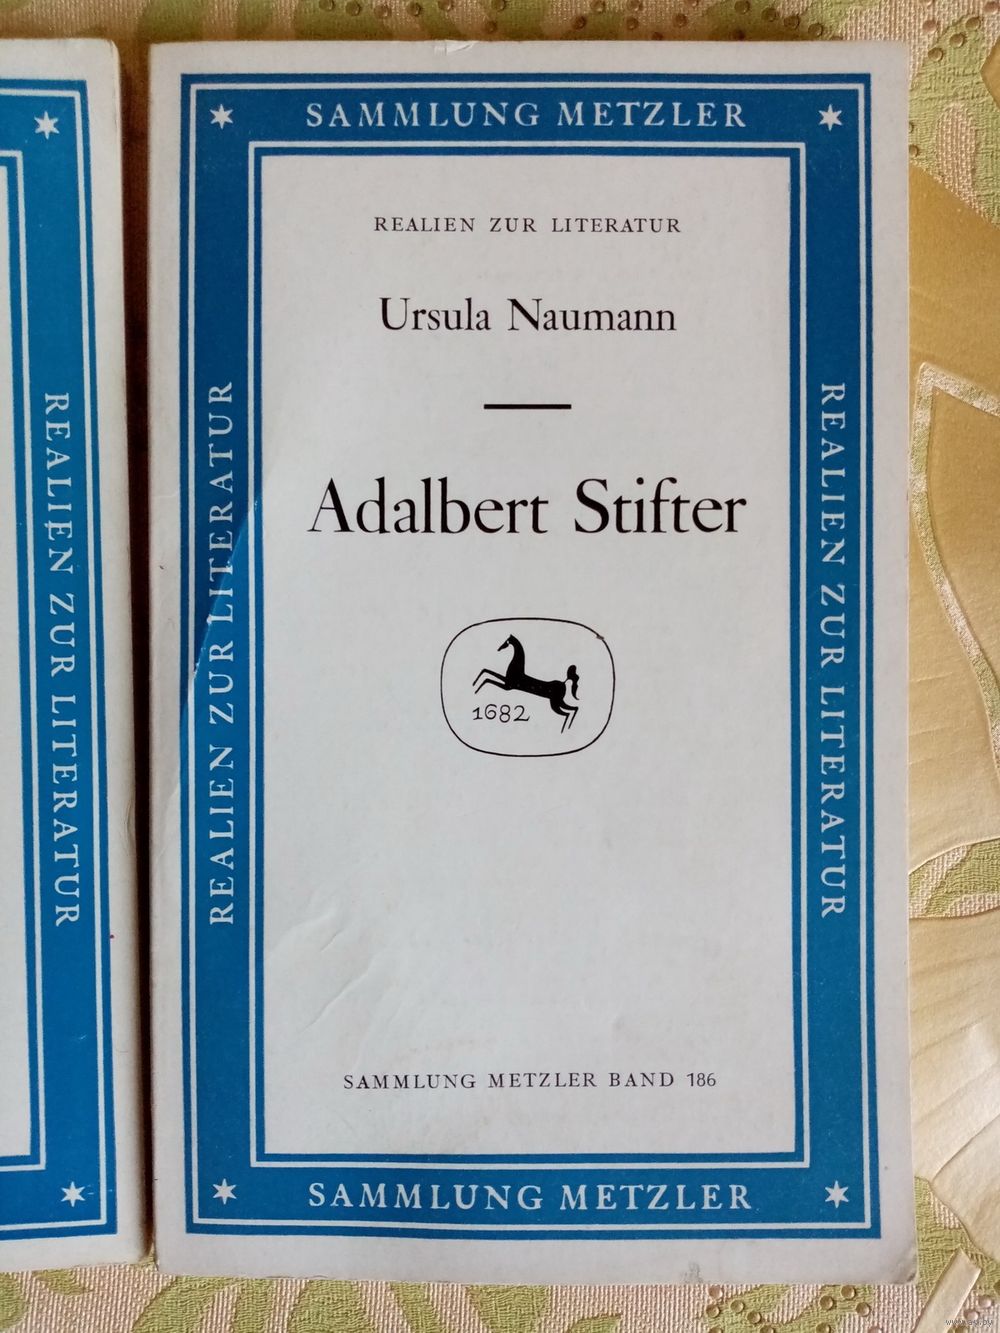 REALIEN ZUR LITERATUR
SAMMLUNG METZLER
REALIEN ZUR LITERATUR
Ursula Naumann
Adalbert Stifter
1682
SAMMLUNG METZLER BAND 186
REALIEN ZUR LITERATUR
REALIEN ZUR LITERATUR
SAMMLUNG METZLER